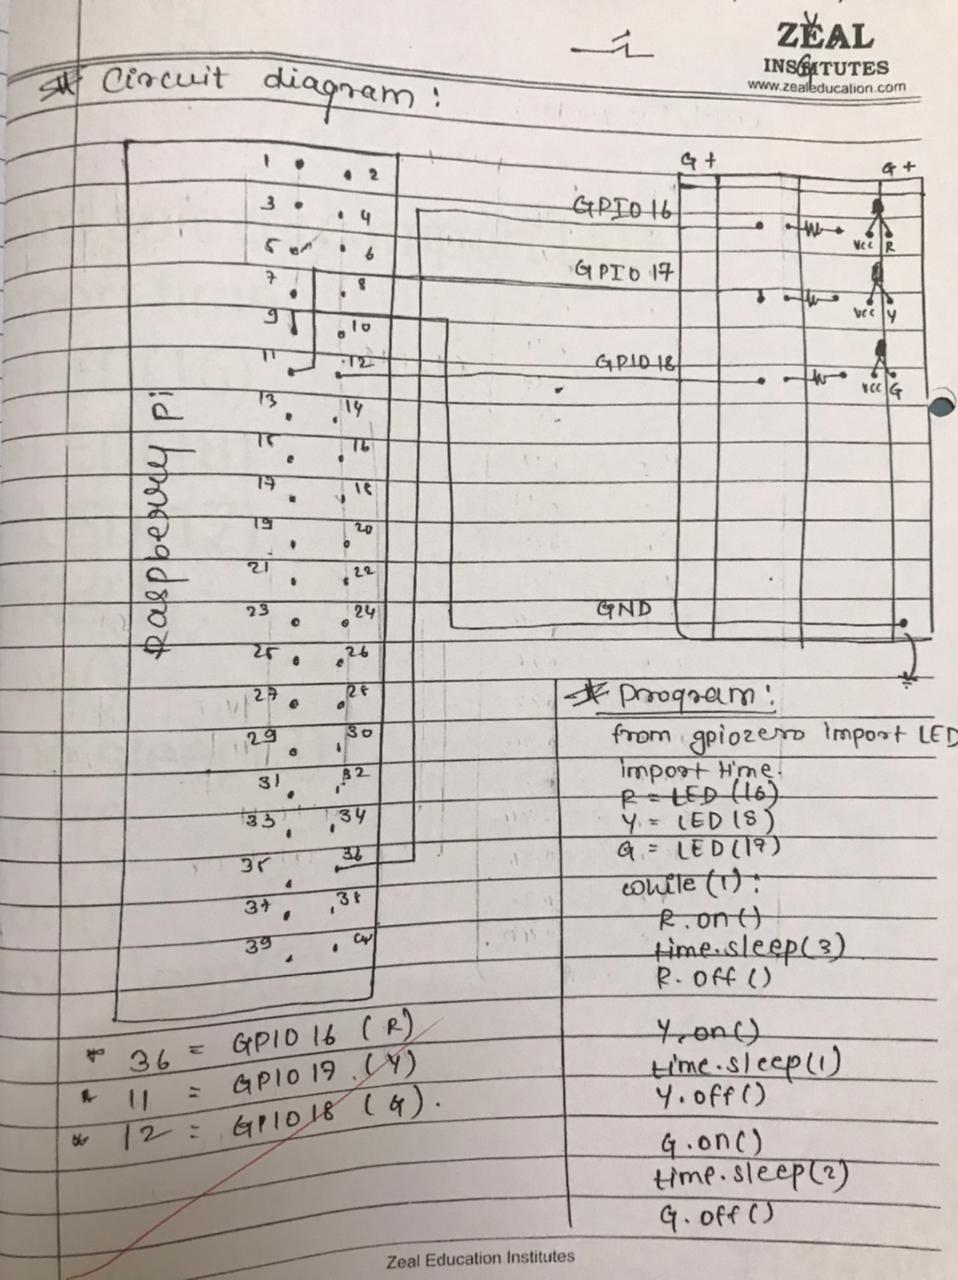 ZEAL
INSTITUTES
www.zealeducation.com
* Circuit diagram :
G +
G +
1
2
3
4
GPIO 16
VCC R
5
6
GPIO 17
7
8
VCC Y
9
10
11
12
GPIO 18
VCC G
13
14
15
16
17
18
19
20
21
22
23
24
GND
25
26
27
28
29
30
31
32
33
34
35
36
37
38
39
Raspberry Pi
* Program :
from gpiozero import LED
import time.
R = LED (16)
Y = LED 18)
G = LED (19)
while (1) :
R.on()
time.sleep(3)
R.off()
Y.on()
time.sleep(1)
Y.off()
G.on()
time.sleep(2)
G.off()
* 36 = GPIO 16 ( R )
* 11 = GPIO 19 . ( Y )
* 12 = GPIO 18 ( G ) .
Zeal Education Institutes